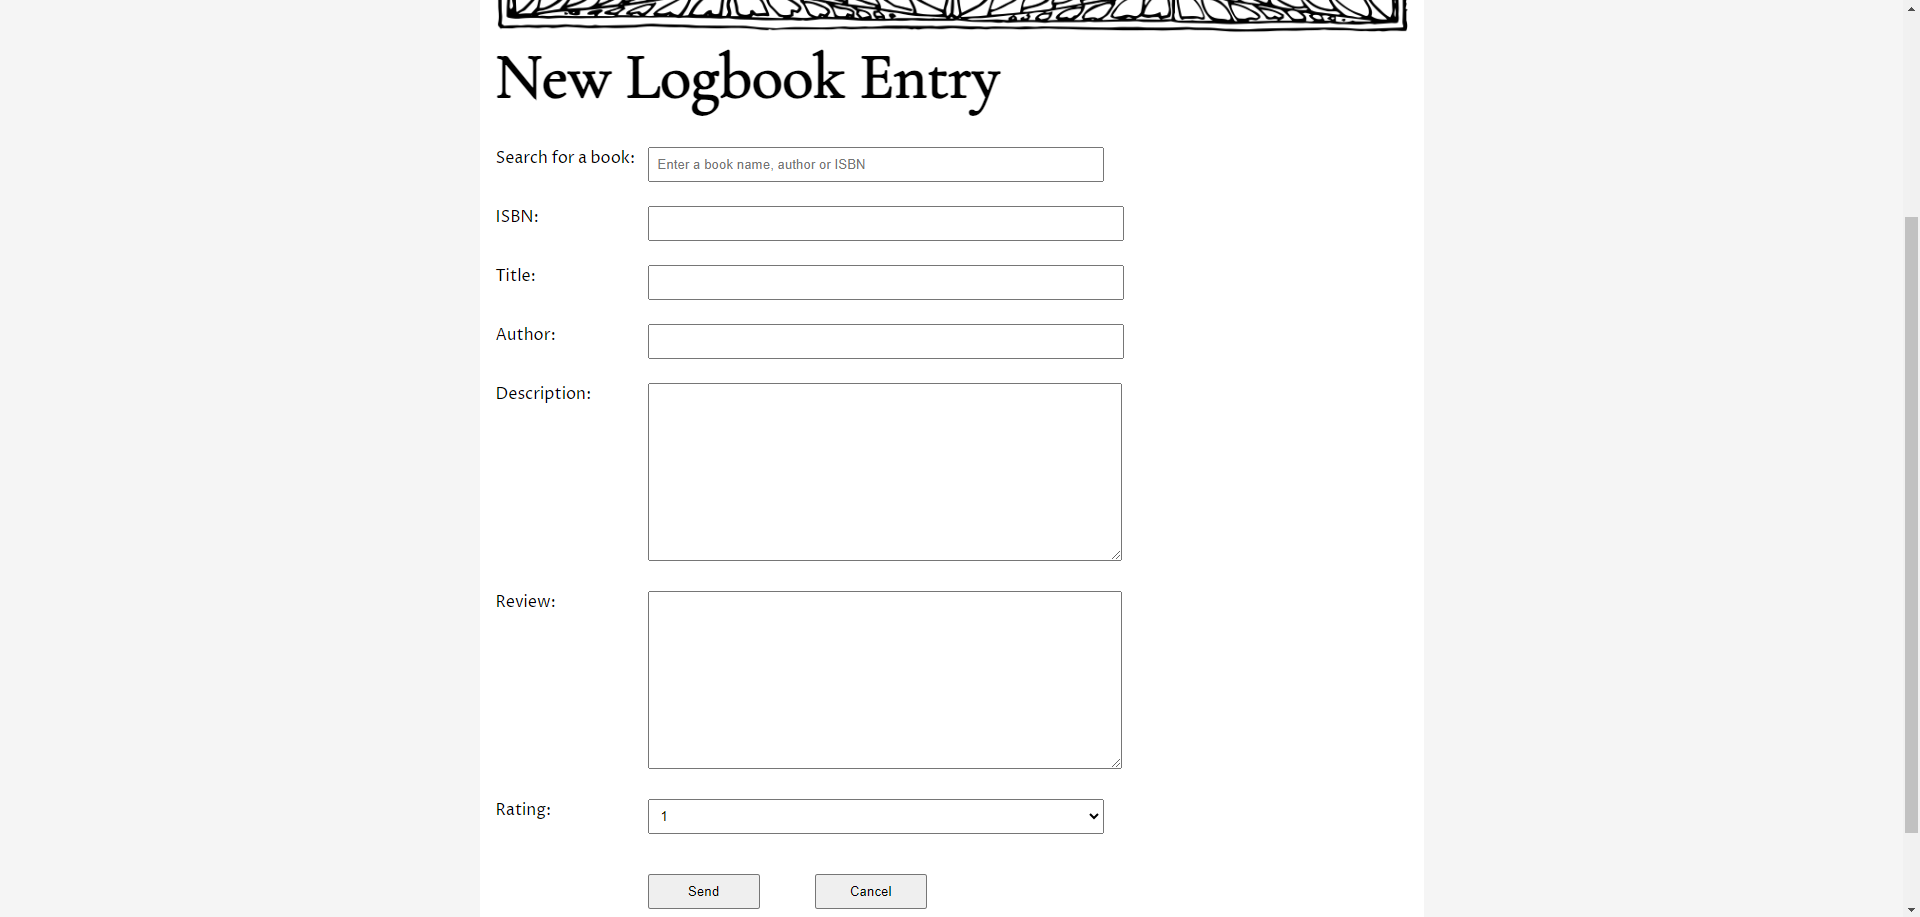 New Logbook Entry
Search for a book: Enter a book name, author or ISBN
ISBN:
Title:
Author:
Description:
Review:
Rating: 1
Send Cancel